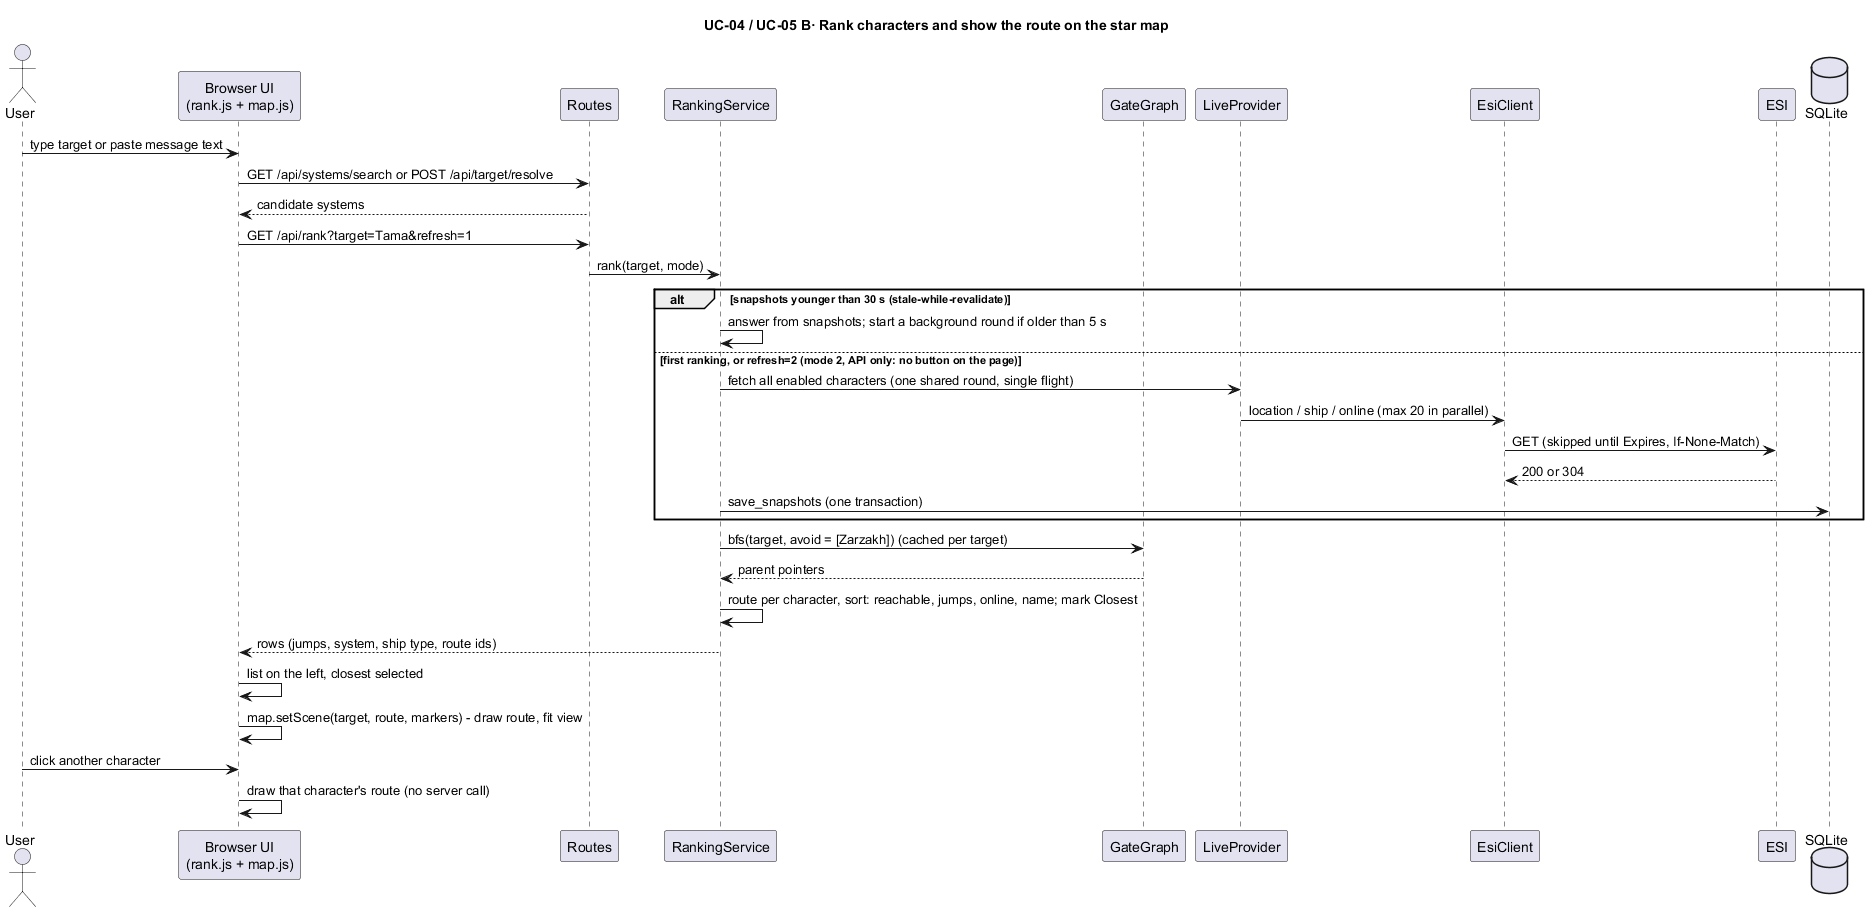 UC-04 / UC-05 B· Rank characters and show the route on the star map
User
Browser UI
(rank.js + map.js)
Routes
RankingService
GateGraph
LiveProvider
EsiClient
ESI
SQLite
type target or paste message text
GET /api/systems/search or POST /api/target/resolve
candidate systems
GET /api/rank?target=Tama&refresh=1
rank(target, mode)
alt
[snapshots younger than 30 s (stale-while-revalidate)]
answer from snapshots; start a background round if older than 5 s
[first ranking, or refresh=2 (mode 2, API only: no button on the page)]
fetch all enabled characters (one shared round, single flight)
location / ship / online (max 20 in parallel)
GET (skipped until Expires, If-None-Match)
200 or 304
save_snapshots (one transaction)
bfs(target, avoid = [Zarzakh]) (cached per target)
parent pointers
route per character, sort: reachable, jumps, online, name; mark Closest
rows (jumps, system, ship type, route ids)
list on the left, closest selected
map.setScene(target, route, markers) - draw route, fit view
click another character
draw that character's route (no server call)
User
Browser UI
(rank.js + map.js)
Routes
RankingService
GateGraph
LiveProvider
EsiClient
ESI
SQLite